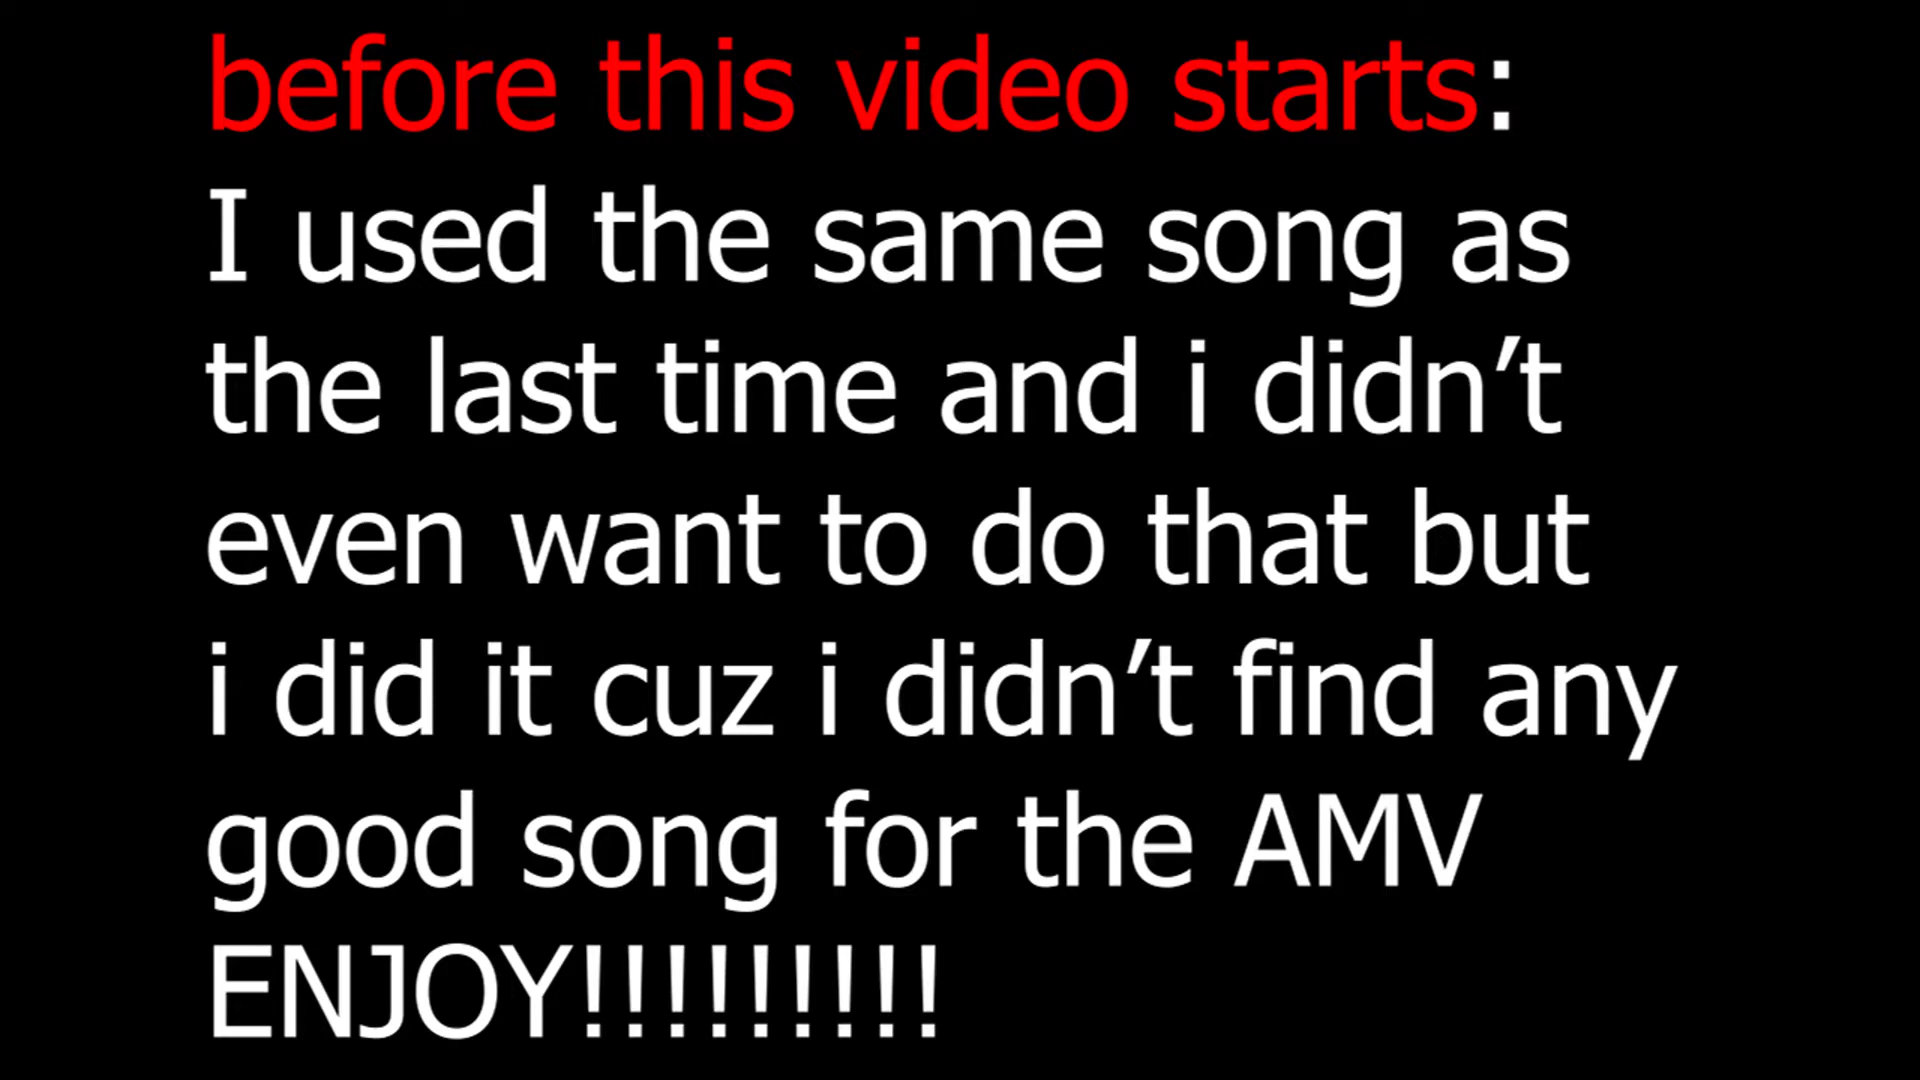 before this video starts:
I used the same song as
the last time and i didn’t
even want to do that but
i did it cuz i didn’t find any
good song for the AMV
ENJOY!!!!!!!!!